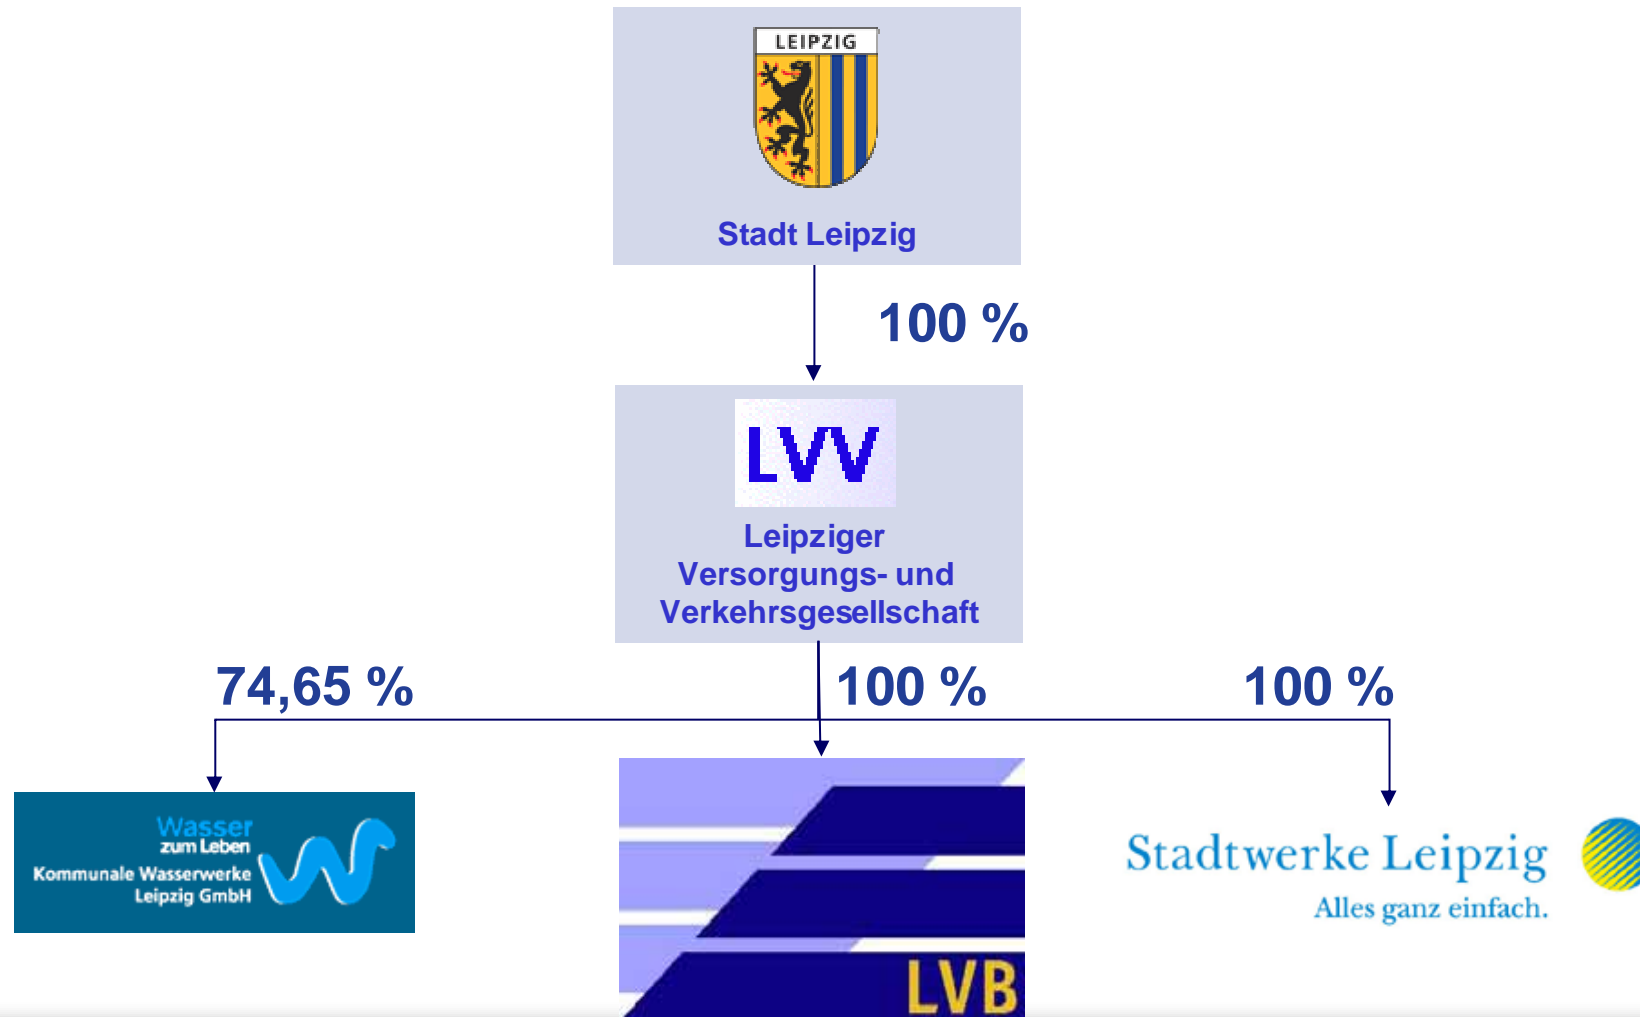 LEIPZIG
Stadt Leipzig
100 %
LVV
Leipziger
Versorgungs- und
Verkehrsgesellschaft
74,65 %
100 %
100 %
Wasser
zum Leben
Kommunale Wasserwerke
Leipzig GmbH
LVB
Stadtwerke Leipzig
Alles ganz einfach.